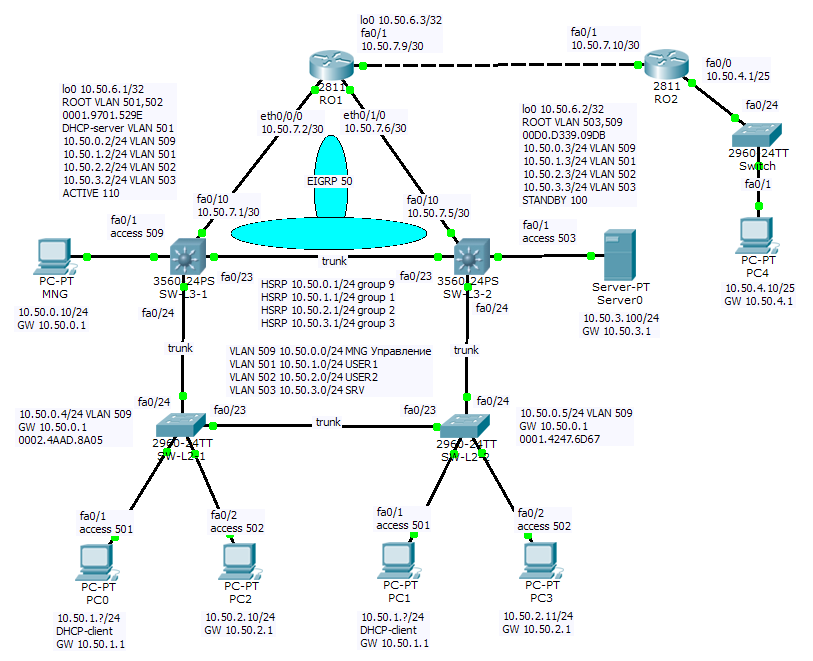 lo0 10.50.6.3/32
fa0/1
10.50.7.9/30
2811
RO1
fa0/1
10.50.7.10/30
2811
RO2
fa0/0
10.50.4.1/25
fa0/24
2960-24TT
Switch
fa0/1
PC-PT
PC4
10.50.4.10/25
GW 10.50.4.1
lo0 10.50.6.1/32
ROOT VLAN 501,502
0001.9701.529E
DHCP-server VLAN 501
10.50.0.2/24 VLAN 509
10.50.1.2/24 VLAN 501
10.50.2.2/24 VLAN 502
10.50.3.2/24 VLAN 503
ACTIVE 110
eth0/0/0
10.50.7.2/30
eth0/1/0
10.50.7.6/30
lo0 10.50.6.2/32
ROOT VLAN 503,509
00D0.D339.09DB
10.50.0.3/24 VLAN 509
10.50.1.3/24 VLAN 501
10.50.2.3/24 VLAN 502
10.50.3.3/24 VLAN 503
STANDBY 100
EIGRP 50
fa0/10
10.50.7.1/30
fa0/10
10.50.7.5/30
fa0/1
access 509
fa0/1
access 503
PC-PT
MNG
10.50.0.10/24
GW 10.50.0.1
3560-24PS
SW-L3-1
fa0/23
trunk
fa0/23
3560-24PS
SW-L3-2
Server-PT
Server0
10.50.3.100/24
GW 10.50.3.1
fa0/24
fa0/24
HSRP 10.50.0.1/24 group 9
HSRP 10.50.1.1/24 group 1
HSRP 10.50.2.1/24 group 2
HSRP 10.50.3.1/24 group 3
trunk
trunk
VLAN 509 10.50.0.0/24 MNG Управление
VLAN 501 10.50.1.0/24 USER1
VLAN 502 10.50.2.0/24 USER2
VLAN 503 10.50.3.0/24 SRV
10.50.0.4/24 VLAN 509
GW 10.50.0.1
0002.4AAD.8A05
fa0/24
fa0/23
trunk
fa0/23
fa0/24
10.50.0.5/24 VLAN 509
GW 10.50.0.1
0001.4247.6D67
2960-24TT
SW-L2-1
2960-24TT
SW-L2-2
fa0/1
access 501
fa0/2
access 502
fa0/1
access 501
fa0/2
access 502
PC-PT
PC0
PC-PT
PC2
PC-PT
PC1
PC-PT
PC3
10.50.1.?/24
DHCP-client
GW 10.50.1.1
10.50.2.10/24
GW 10.50.2.1
10.50.1.?/24
DHCP-client
GW 10.50.1.1
10.50.2.11/24
GW 10.50.2.1